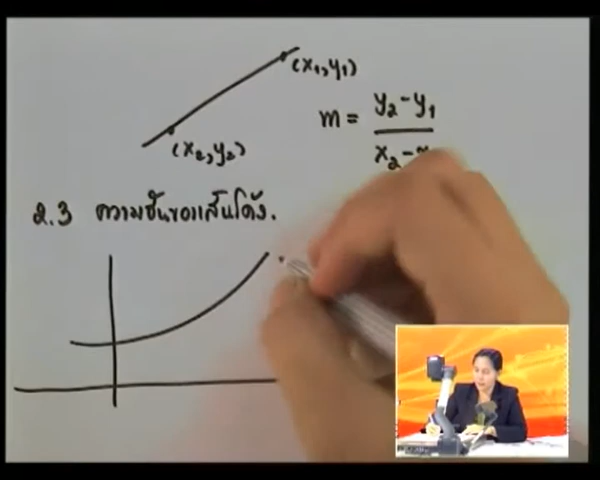 (x₁,y₁)
(x₂,y₂)
m = y₂-y₁
x₂-
2.3 ความชันของเส้นโค้ง.